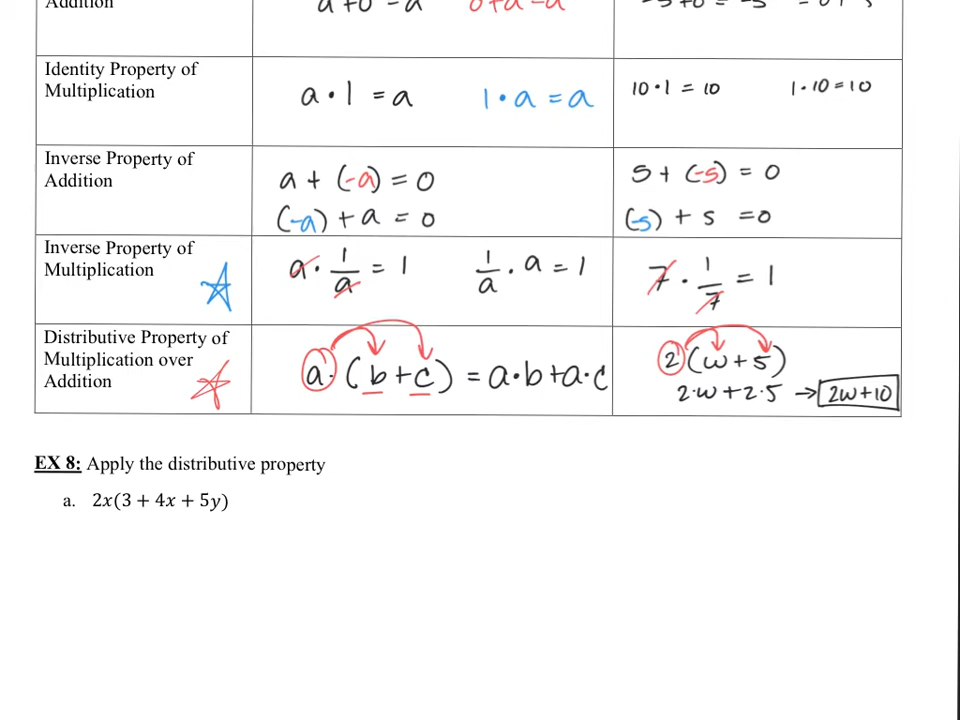 Addition
a + 0 = a 0 + a = a
-5 + 0 = -5
Identity Property of
Multiplication
a • 1 = a 1 • a = a
10 • 1 = 10 1 • 10 = 10
Inverse Property of
Addition
a + (-a) = 0
(-a) + a = 0
5 + (-5) = 0
(-5) + 5 = 0
Inverse Property of
Multiplication
a • 1/a = 1 1/a • a = 1
7 • 1/7 = 1
Distributive Property of
Multiplication over
Addition
a • (b + c) = a • b + a • c
2 (w + 5)
2 • w + 2 • 5 → 2w + 10
EX 8: Apply the distributive property
a. 2x(3 + 4x + 5y)